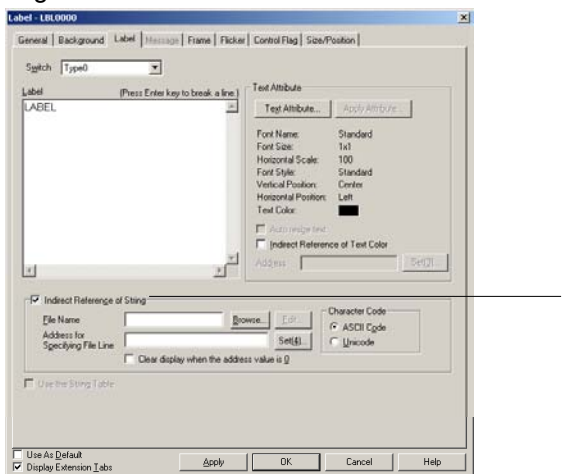 Label - LBL0000
General Background Label Message Frame Flicker Control Flag Size/Position
Switch Type0
Label (Press Enter key to break a line.)
LABEL
Text Attribute
Text Attribute... Apply Attribute...
Font Name: Standard
Font Size: 1x1
Horizontal Scale: 100
Font Style: Standard
Vertical Position: Center
Horizontal Position: Left
Text Color:
Auto resize text
Indirect Reference of Text Color
Address Set(3)...
Indirect Reference of String
File Name Browse... Edit...
Address for
Specifying File Line Set(4)...
Clear display when the address value is 0
Character Code
ASCII Code
Unicode
Use the String Table
Use As Default
Display Extension Tabs
Apply OK Cancel Help